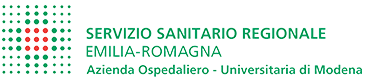 SERVIZIO SANITARIO REGIONALE
EMILIA-ROMAGNA
Azienda Ospedaliero - Universitaria di Modena